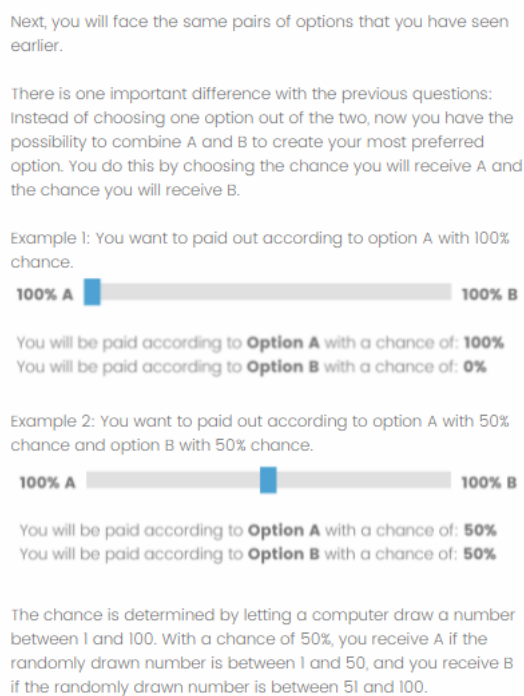 Next, you will face the same pairs of options that you have seen
earlier.
There is one important difference with the previous questions:
Instead of choosing one option out of the two, now you have the
possibility to combine A and B to create your most preferred
option. You do this by choosing the chance you will receive A and
the chance you will receive B.
Example 1: You want to paid out according to option A with 100%
chance.
100% A 100% B
You will be paid according to Option A with a chance of: 100%
You will be paid according to Option B with a chance of: 0%
Example 2: You want to paid out according to option A with 50%
chance and option B with 50% chance.
100% A 100% B
You will be paid according to Option A with a chance of: 50%
You will be paid according to Option B with a chance of: 50%
The chance is determined by letting a computer draw a number
between 1 and 100. With a chance of 50%, you receive A if the
randomly drawn number is between 1 and 50, and you receive B
if the randomly drawn number is between 51 and 100.